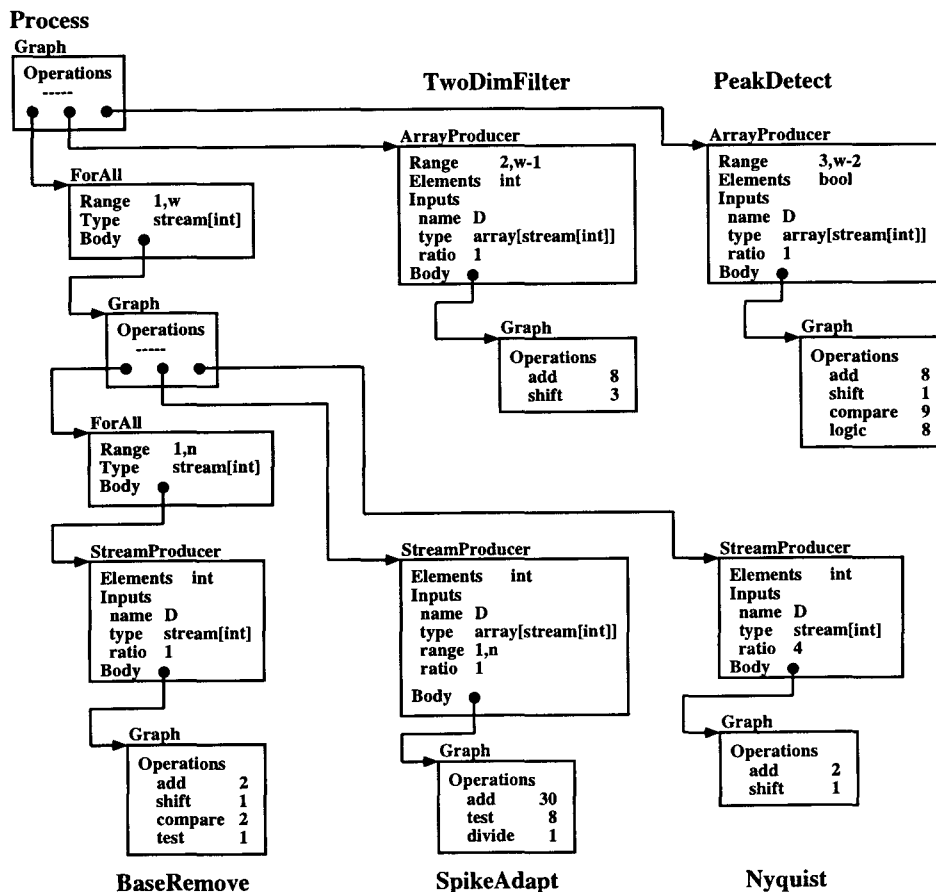 Process
Graph
Operations
-----
TwoDimFilter
PeakDetect
ArrayProducer
Range 2,w-1
Elements int
Inputs
name D
type array[stream[int]]
ratio 1
Body
ArrayProducer
Range 3,w-2
Elements bool
Inputs
name D
type array[stream[int]]
ratio 1
Body
ForAll
Range 1,w
Type stream[int]
Body
Graph
Operations
-----
Graph
Operations
add 8
shift 3
Graph
Operations
add 8
shift 1
compare 9
logic 8
ForAll
Range 1,n
Type stream[int]
Body
StreamProducer
Elements int
Inputs
name D
type stream[int]
ratio 1
Body
StreamProducer
Elements int
Inputs
name D
type array[stream[int]]
range 1,n
ratio 1
Body
StreamProducer
Elements int
Inputs
name D
type stream[int]
ratio 4
Body
Graph
Operations
add 2
shift 1
compare 2
test 1
Graph
Operations
add 30
test 8
divide 1
Graph
Operations
add 2
shift 1
BaseRemove
SpikeAdapt
Nyquist